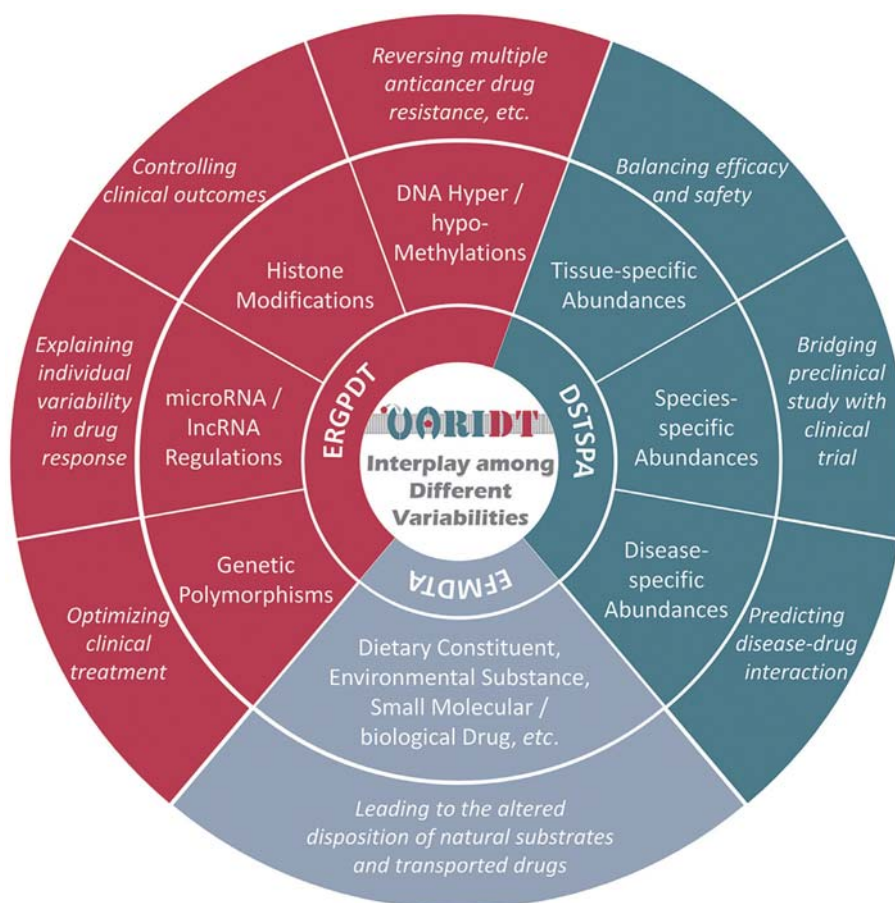 Reversing multiple
anticancer drug
resistance, etc.
Controlling
clinical outcomes
Balancing efficacy
and safety
DNA Hyper /
hypo-
Methylations
Histone
Modifications
Tissue-specific
Abundances
Explaining
individual
variability
in drug
response
microRNA /
lncRNA
Regulations
ERGPDT
VARIDT
Interplay among
Different
Variabilities
DSTSPA
Species-
specific
Abundances
Bridging
preclinical
study with
clinical
trial
Optimizing
clinical
treatment
Genetic
Polymorphisms
EFMDTA
Disease-
specific
Abundances
Predicting
disease-drug
interaction
Dietary Constituent,
Environmental Substance,
Small Molecular /
biological Drug, etc.
Leading to the altered
disposition of natural substrates
and transported drugs